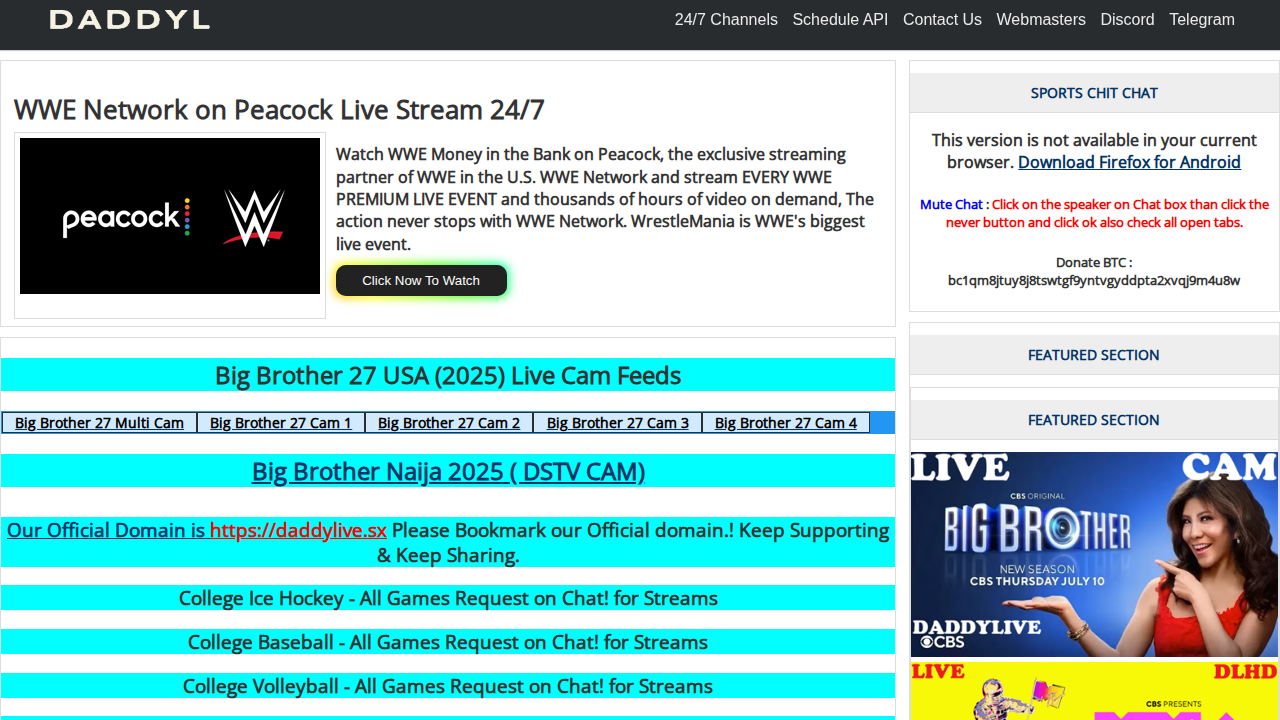 DADDYL
24/7 Channels Schedule API Contact Us Webmasters Discord Telegram
WWE Network on Peacock Live Stream 24/7
peacock
W
Watch WWE Money in the Bank on Peacock, the exclusive streaming
partner of WWE in the U.S. WWE Network and stream EVERY WWE
PREMIUM LIVE EVENT and thousands of hours of video on demand, The
action never stops with WWE Network. WrestleMania is WWE's biggest
live event.
Click Now To Watch
Big Brother 27 USA (2025) Live Cam Feeds
Big Brother 27 Multi Cam Big Brother 27 Cam 1 Big Brother 27 Cam 2 Big Brother 27 Cam 3 Big Brother 27 Cam 4
Big Brother Naija 2025 ( DSTV CAM)
Our Official Domain is https://daddylive.sx Please Bookmark our Official domain.! Keep Supporting
& Keep Sharing.
College Ice Hockey - All Games Request on Chat! for Streams
College Baseball - All Games Request on Chat! for Streams
College Volleyball - All Games Request on Chat! for Streams
SPORTS CHIT CHAT
This version is not available in your current
browser. Download Firefox for Android
Mute Chat : Click on the speaker on Chat box than click the
never button and click ok also check all open tabs.
Donate BTC :
bc1qm8jtuy8j8tswtgf9yntvgyddpta2xvqj9m4u8w
FEATURED SECTION
FEATURED SECTION
LIVE CAM
CBS ORIGINAL
BIG BROTHER
NEW SEASON
CBS THURSDAY JULY 10
DADDYLIVE
CBS
LIVE DLHD
CBS PRESENTS